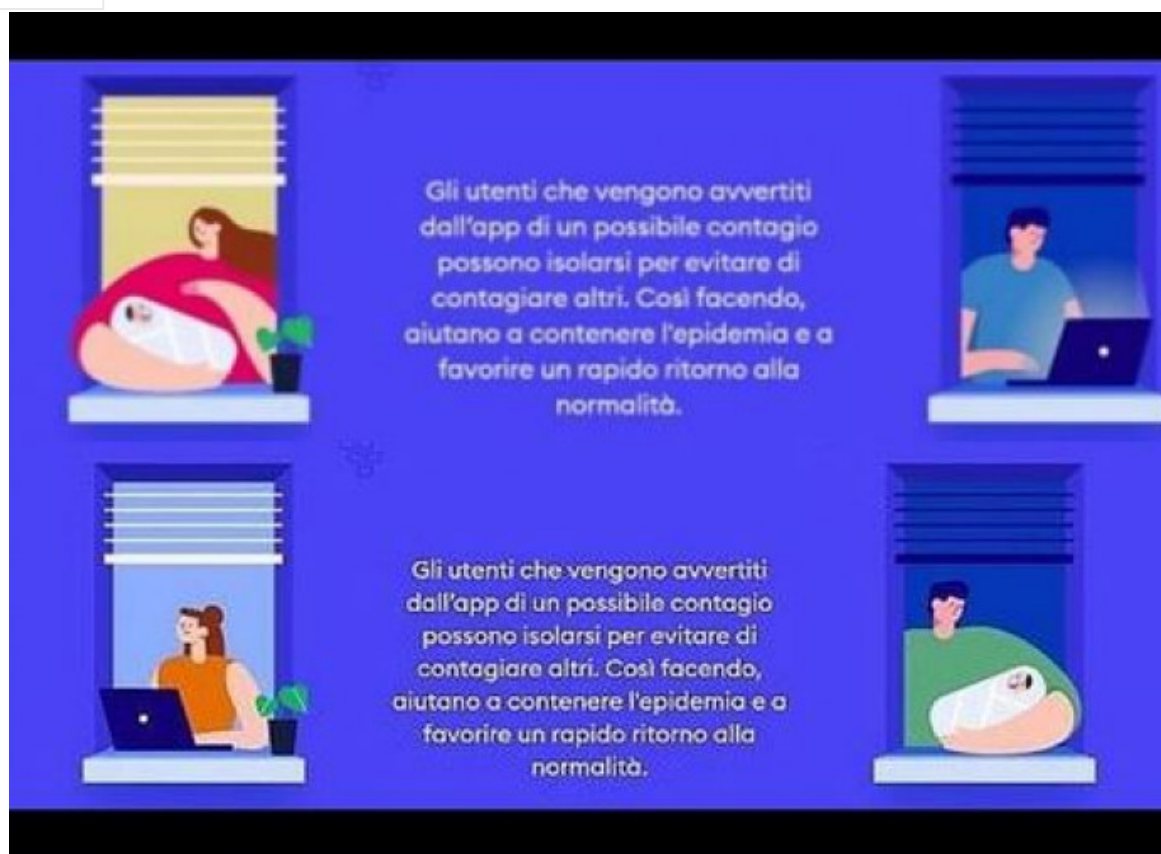 Gli utenti che vengono avvertiti
dall'app di un possibile contagio
possono isolarsi per evitare di
contagiare altri. Così facendo,
aiutano a contenere l'epidemia e a
favorire un rapido ritorno alla
normalità.
Gli utenti che vengono avvertiti
dall'app di un possibile contagio
possono isolarsi per evitare di
contagiare altri. Così facendo,
aiutano a contenere l'epidemia e a
favorire un rapido ritorno alla
normalità.